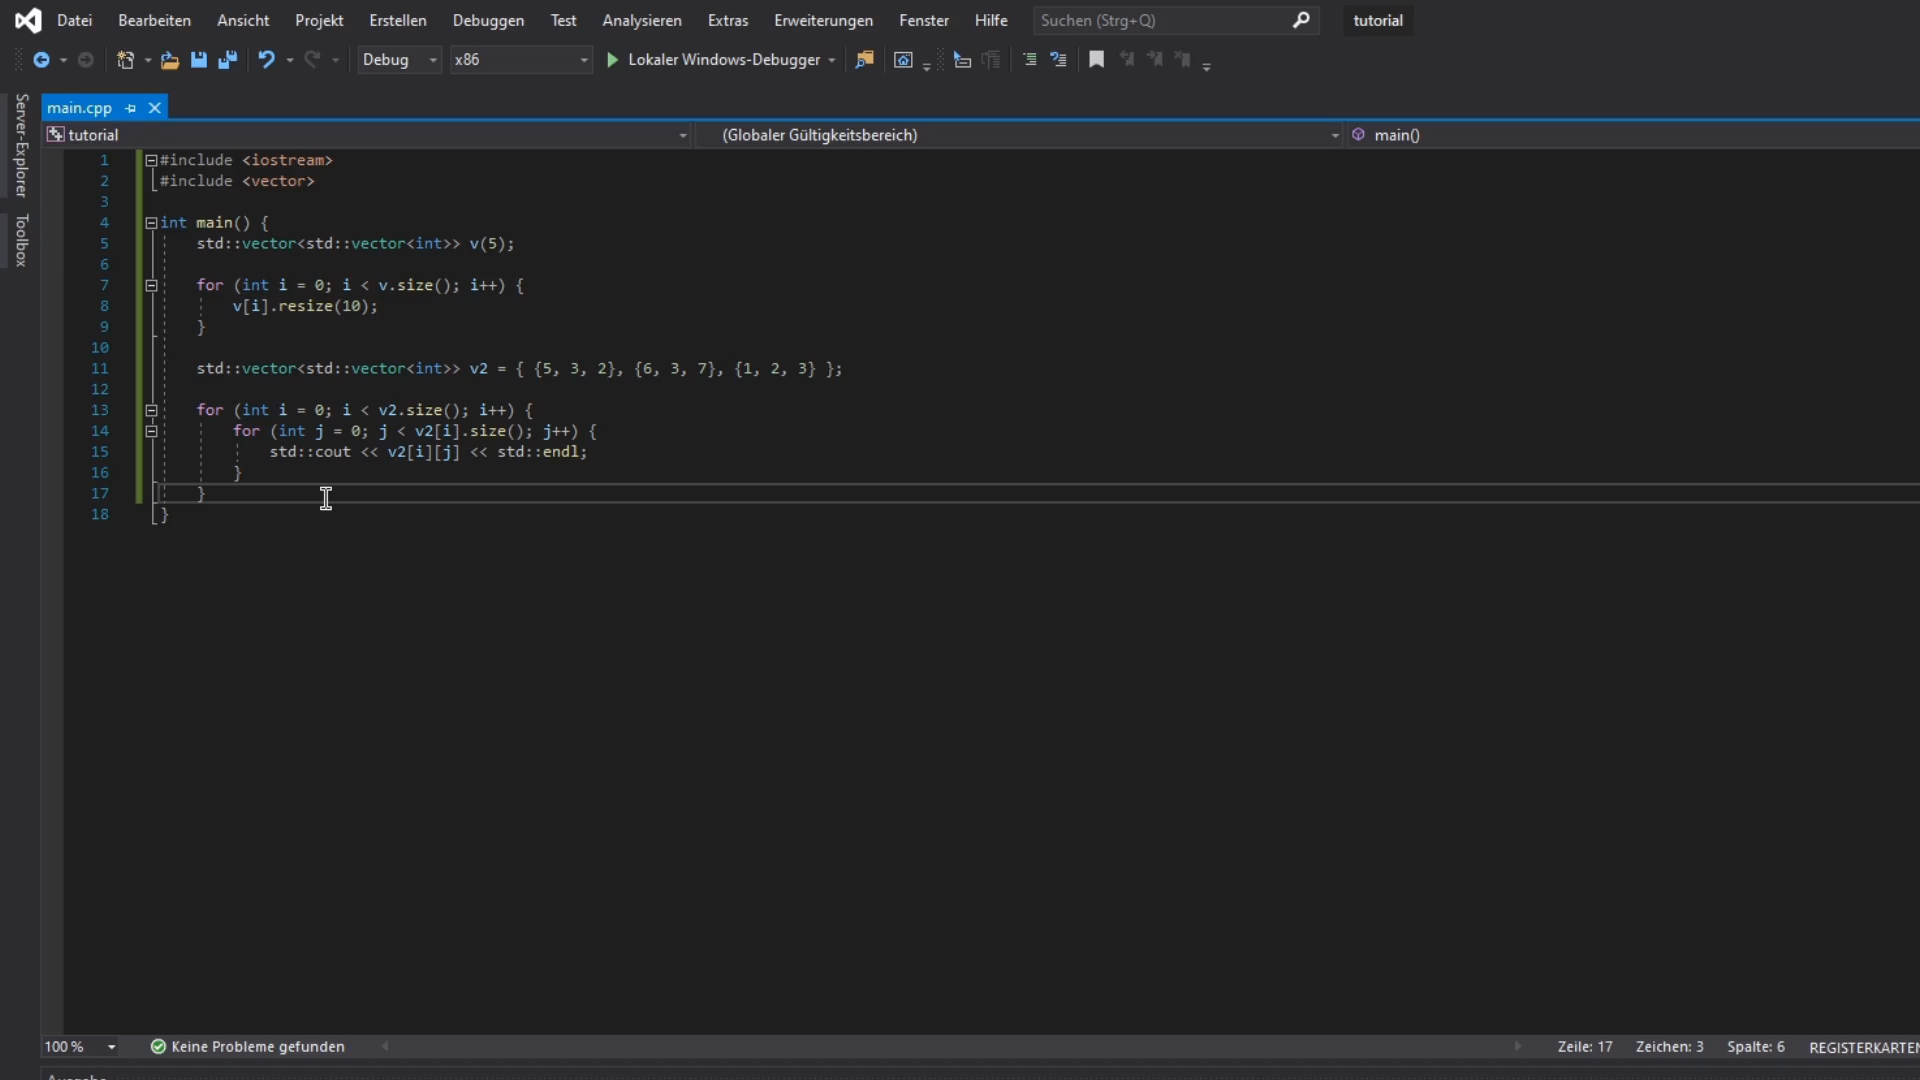 Datei Bearbeiten Ansicht Projekt Erstellen Debuggen Test Analysieren Extras Erweiterungen Fenster Hilfe Suchen (Strg+Q) tutorial
Debug x86 Lokaler Windows-Debugger
Server-Explorer
Toolbox
main.cpp
tutorial (Globaler Gültigkeitsbereich) main()
1 #include <iostream>
2 #include <vector>
3
4 int main() {
5 std::vector<std::vector<int>> v(5);
6
7 for (int i = 0; i < v.size(); i++) {
8 v[i].resize(10);
9 }
10
11 std::vector<std::vector<int>> v2 = { {5, 3, 2}, {6, 3, 7}, {1, 2, 3} };
12
13 for (int i = 0; i < v2.size(); i++) {
14 for (int j = 0; j < v2[i].size(); j++) {
15 std::cout << v2[i][j] << std::endl;
16 }
17 }
18 }
100 % Keine Probleme gefunden Zeile: 17 Zeichen: 3 Spalte: 6 REGISTERKARTEN